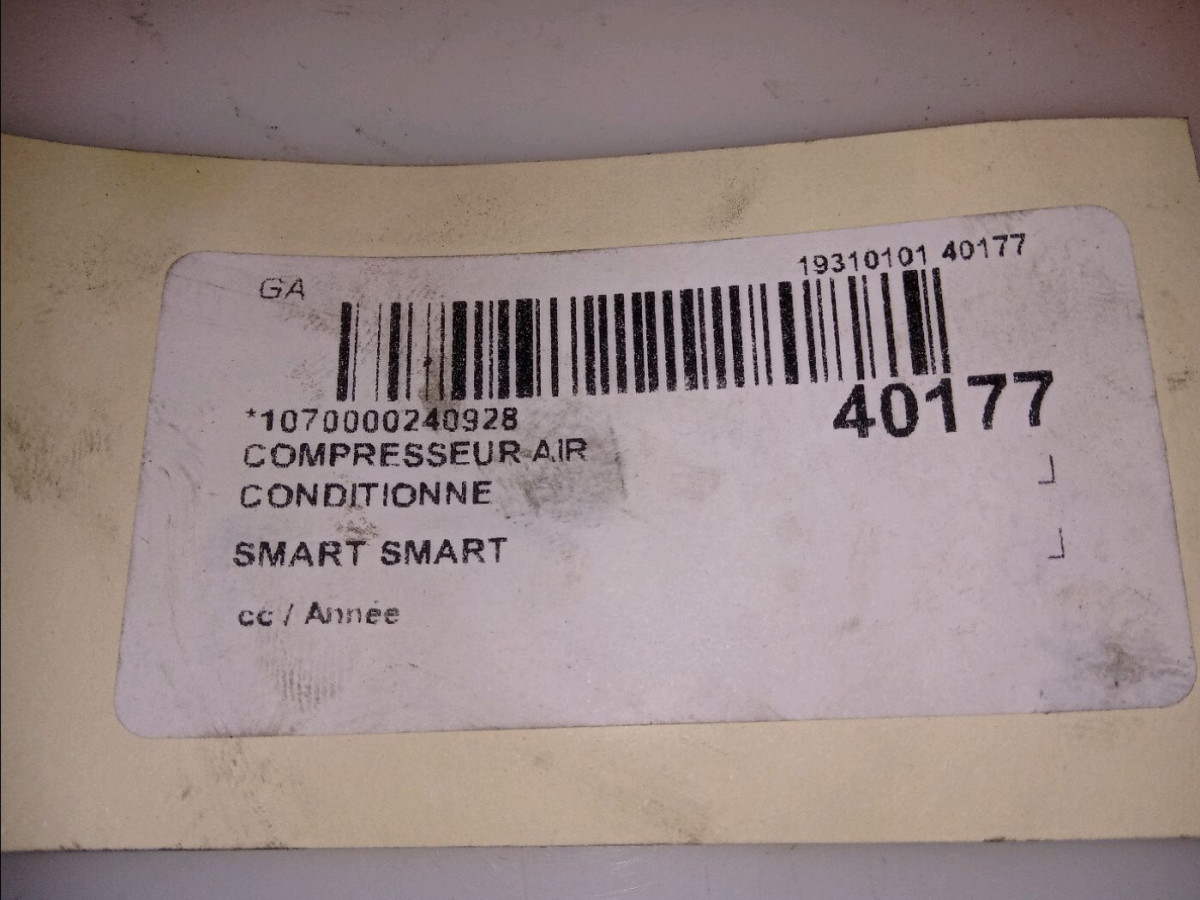 GA
19310101 40177
*1070000240928
40177
COMPRESSEUR AIR
CONDITIONNE
SMART SMART
cc / Année